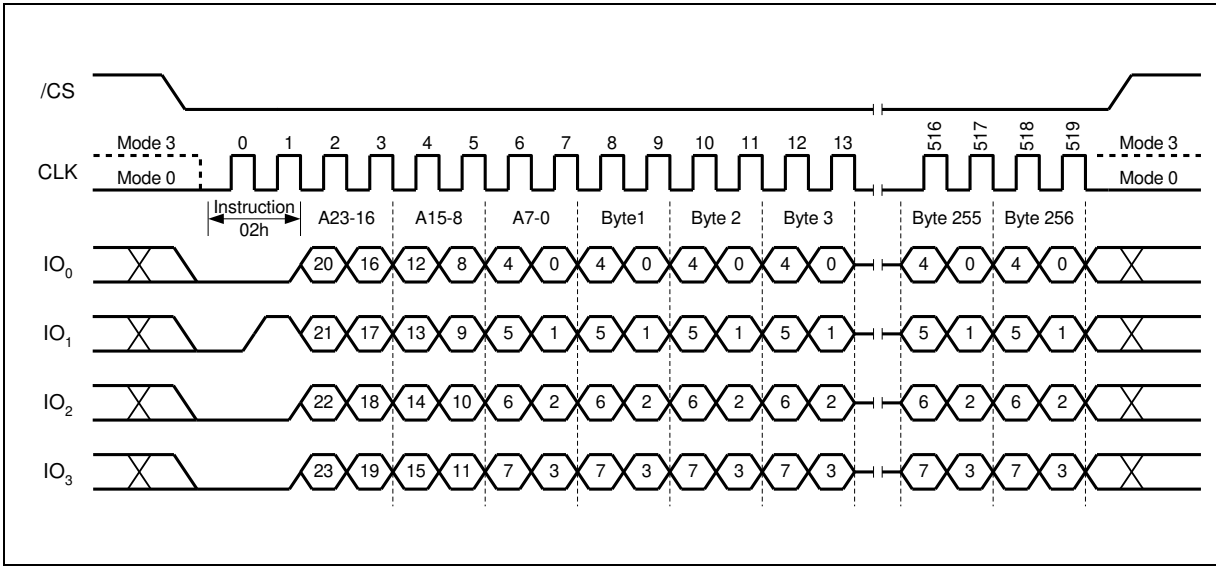 /CS
Mode 3 0 1 2 3 4 5 6 7 8 9 10 11 12 13 516 517 518 519 Mode 3
CLK
Mode 0 Mode 0
Instruction
02h
A23-16 A15-8 A7-0 Byte1 Byte 2 Byte 3 Byte 255 Byte 256
IO0 20 16 12 8 4 0 4 0 4 0 4 0 4 0 4 0
IO1 21 17 13 9 5 1 5 1 5 1 5 1 5 1 5 1
IO2 22 18 14 10 6 2 6 2 6 2 6 2 6 2 6 2
IO3 23 19 15 11 7 3 7 3 7 3 7 3 7 3 7 3